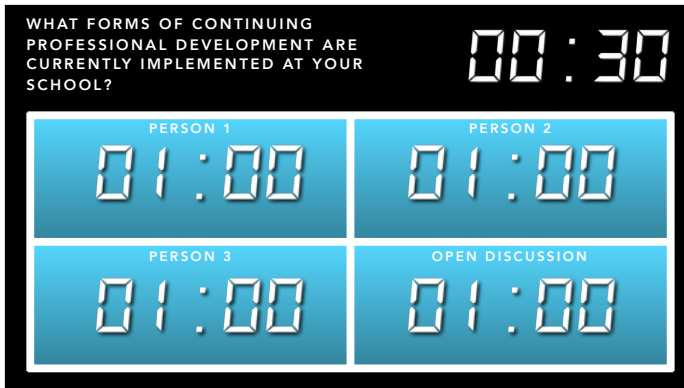 WHAT FORMS OF CONTINUING
PROFESSIONAL DEVELOPMENT ARE
CURRENTLY IMPLEMENTED AT YOUR
SCHOOL?
00:30
PERSON 1
01:00
PERSON 2
01:00
PERSON 3
01:00
OPEN DISCUSSION
01:00